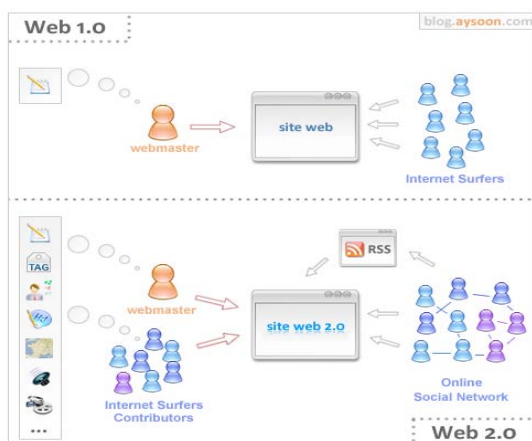 Web 1.0
blog.aysoon.com
site web
webmaster
Internet Surfers
TAG
RSS
webmaster
site web 2.0
Internet Surfers
Contributors
Online
Social Network
...
Web 2.0